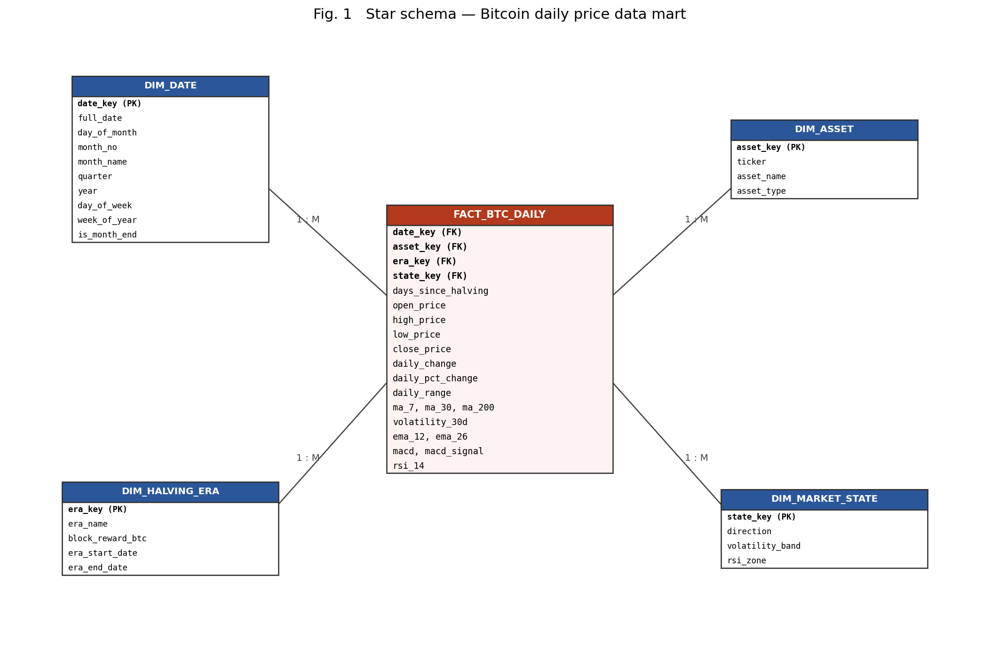 Fig. 1   Star schema — Bitcoin daily price data mart
DIM_DATE
date_key (PK)
full_date
day_of_month
month_no
month_name
quarter
year
day_of_week
week_of_year
is_month_end
DIM_ASSET
asset_key (PK)
ticker
asset_name
asset_type
1 : M
1 : M
FACT_BTC_DAILY
date_key (FK)
asset_key (FK)
era_key (FK)
state_key (FK)
days_since_halving
open_price
high_price
low_price
close_price
daily_change
daily_pct_change
daily_range
ma_7, ma_30, ma_200
volatility_30d
ema_12, ema_26
macd, macd_signal
rsi_14
1 : M
1 : M
DIM_HALVING_ERA
era_key (PK)
era_name
block_reward_btc
era_start_date
era_end_date
DIM_MARKET_STATE
state_key (PK)
direction
volatility_band
rsi_zone